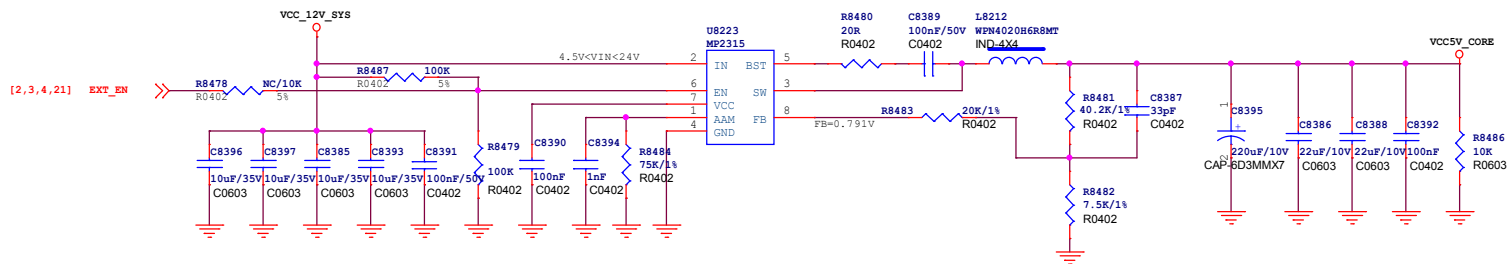 VCC_12V_SYS
[2,3,4,21] EXT_EN
R8478 NC/10K
R0402 5%
R8487 100K
R0402 5%
4.5V<VIN<24V
U8223
MP2315
2 IN BST 5
6 EN SW 3
7 VCC
1 AAM FB 8
4 GND
R8480
20R
R0402
C8389
100nF/50V
C0402
L8212
WPN4020H6R8MT
IND-4X4
VCC5V_CORE
R8483 20K/1%
R0402
FB=0.791V
R8481
40.2K/1%
R0402
C8387
33pF
C0402
R8482
7.5K/1%
R0402
C8396
10uF/35V
C0603
C8397
10uF/35V
C0603
C8385
10uF/35V
C0603
C8393
10uF/35V
C0603
C8391
100nF/50V
C0402
R8479
100K
R0402
C8390
100nF
C0402
C8394
1nF
C0402
R8484
75K/1%
R0402
1
C8395
+
220uF/10V
2
CAP-6D3MMX7
C8386
22uF/10V
C0603
C8388
22uF/10V
C0603
C8392
100nF
C0402
R8486
10K
R0603